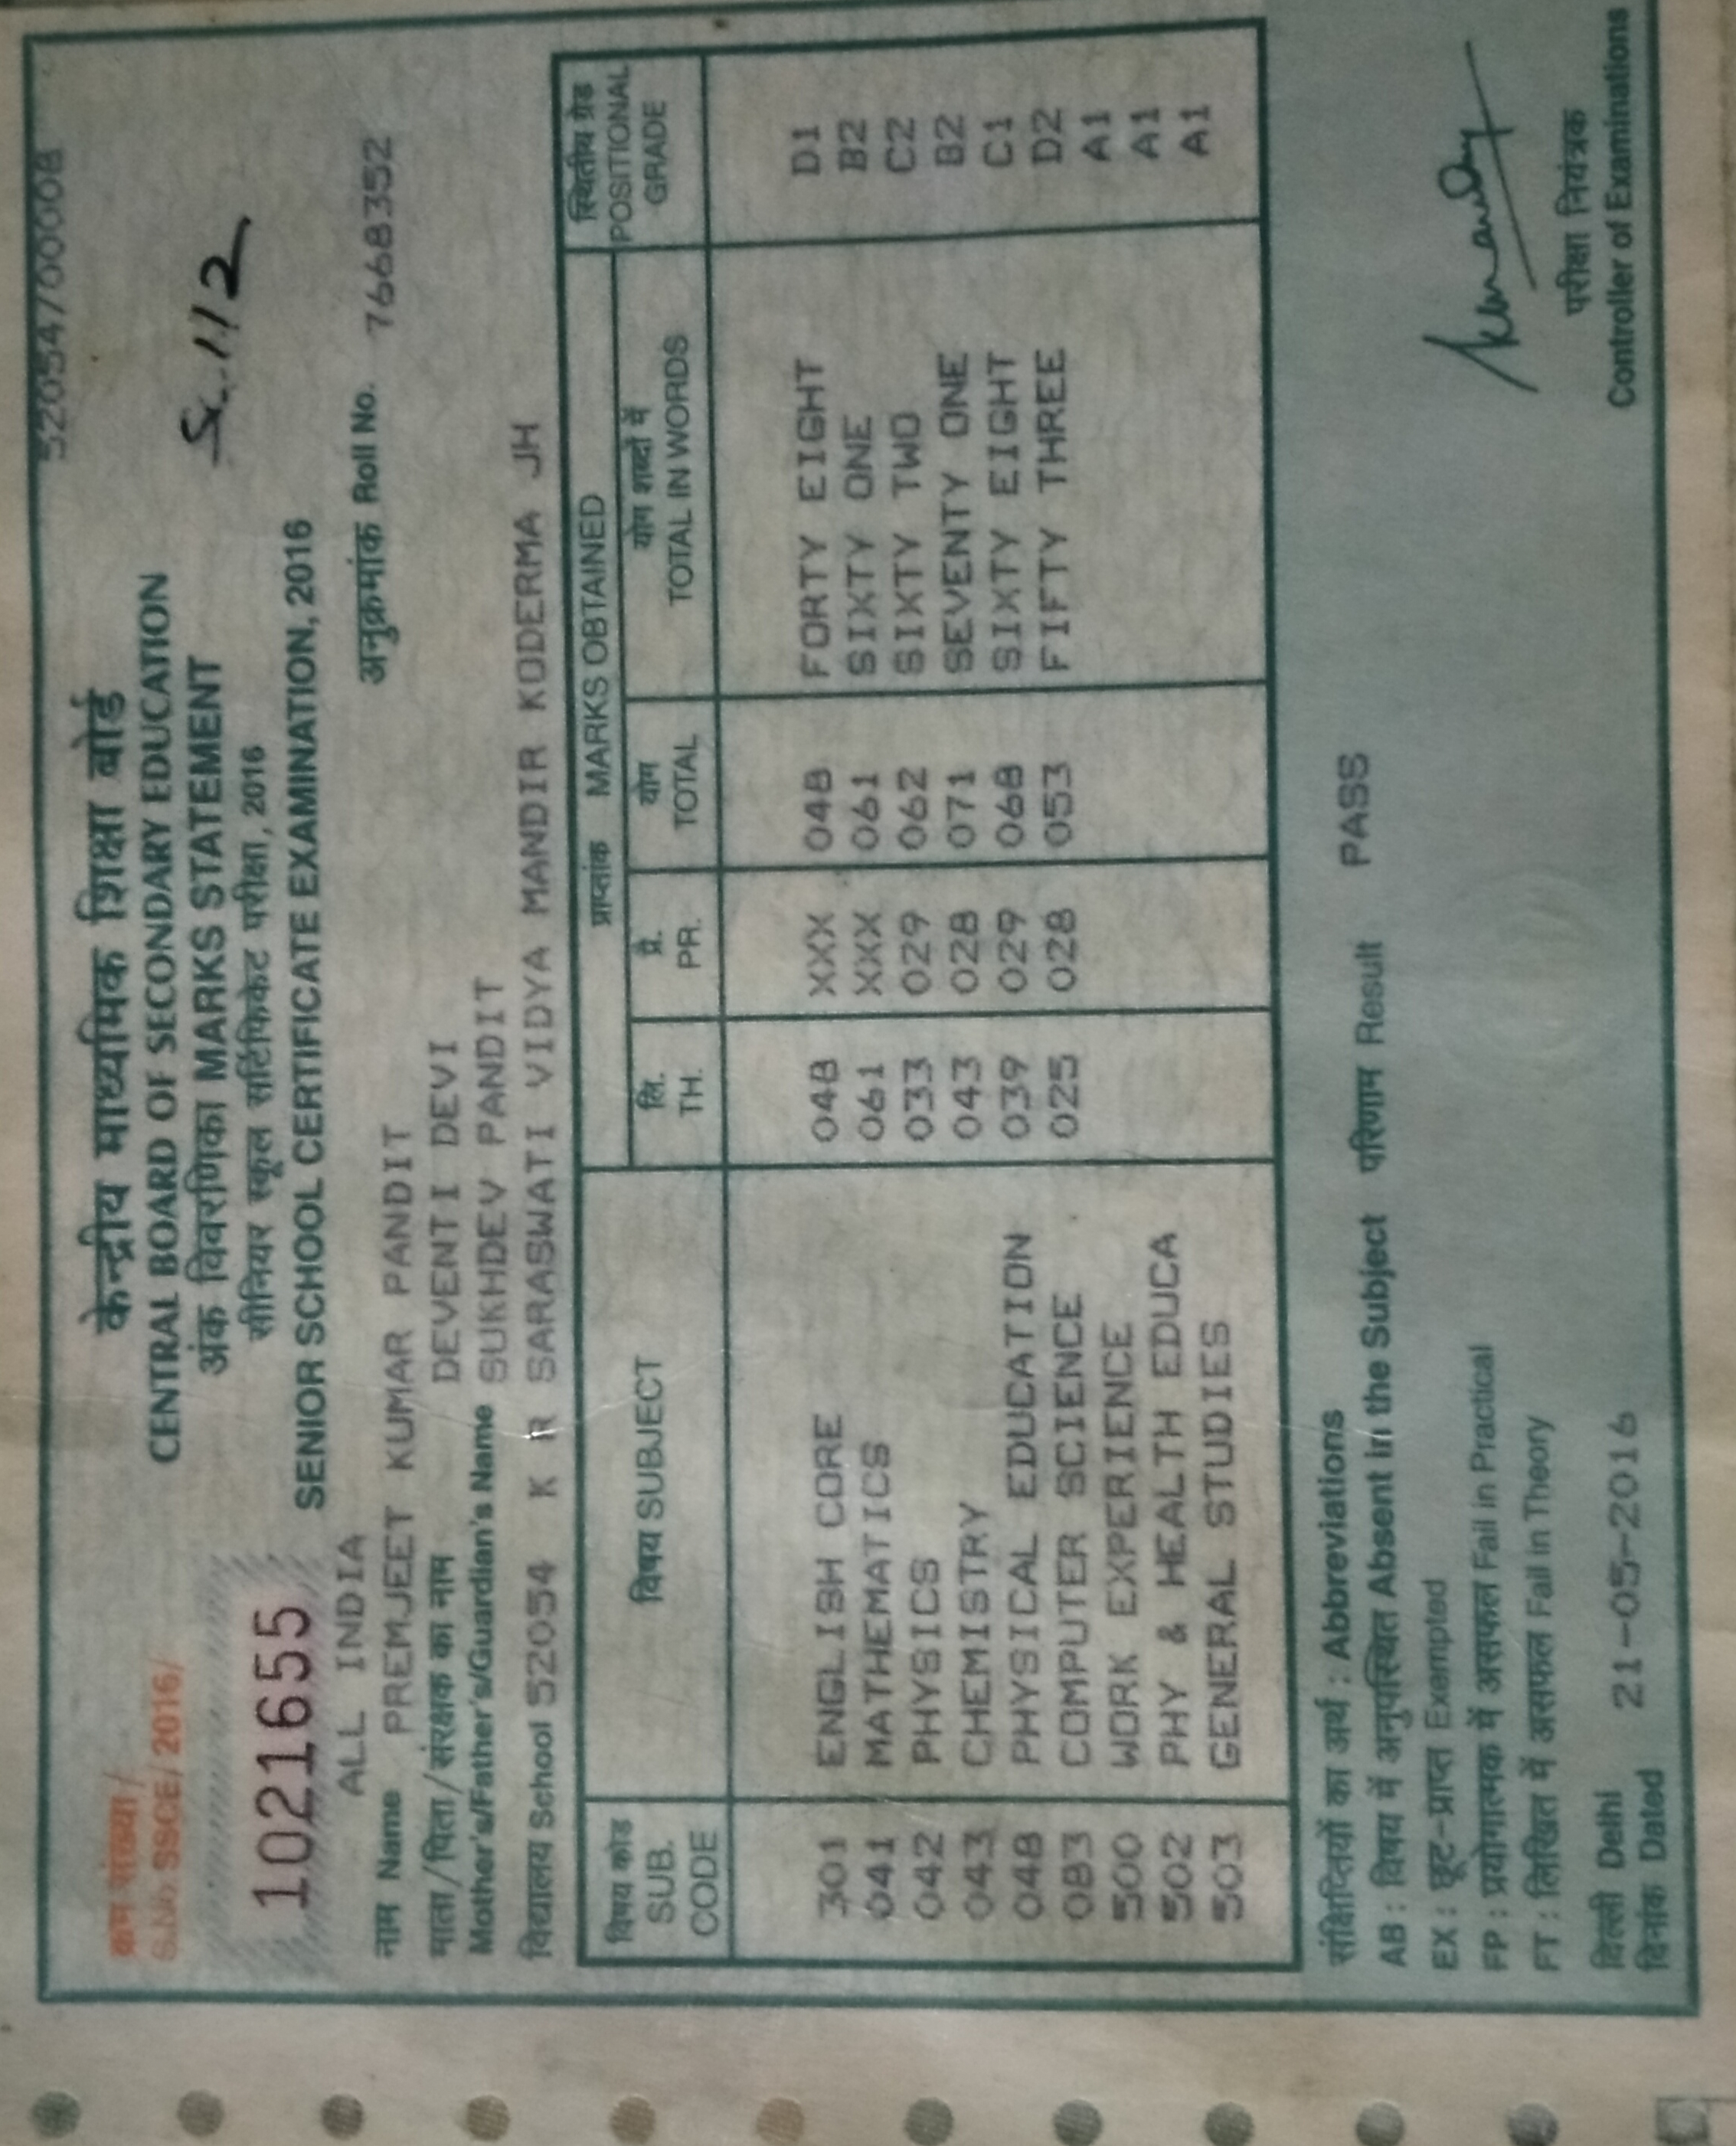 520547/00008
क्रम संख्या/
S.I.No. SSCE/2016/
1021655
Sc.112
केन्द्रीय माध्यमिक शिक्षा बोर्ड
CENTRAL BOARD OF SECONDARY EDUCATION
अंक विवरणिका MARKS STATEMENT
सीनियर स्कूल सर्टिफिकेट परीक्षा, 2016
SENIOR SCHOOL CERTIFICATE EXAMINATION, 2016
ALL INDIA
अनुक्रमांक Roll No. 7668352
नाम Name PREMJEET KUMAR PANDIT
माता/पिता/संरक्षक का नाम DEVENTI DEVI
Mother's/Father's/Guardian's Name SUKHDEV PANDIT
विद्यालय School 52054 K R SARASWATI VIDYA MANDIR KODERMA JH
विषय कोड SUB. CODE विषय SUBJECT प्राप्तांक MARKS OBTAINED स्थितीय ग्रेड POSITIONAL GRADE
लि. TH. प्रे. PR. योग TOTAL योग शब्दों में TOTAL IN WORDS
301 ENGLISH CORE 048 XXX 048 FORTY EIGHT D1
041 MATHEMATICS 061 XXX 061 SIXTY ONE B2
042 PHYSICS 033 029 062 SIXTY TWO C2
043 CHEMISTRY 043 028 071 SEVENTY ONE B2
048 PHYSICAL EDUCATION 039 029 068 SIXTY EIGHT C1
083 COMPUTER SCIENCE 025 028 053 FIFTY THREE D2
500 WORK EXPERIENCE A1
502 PHY & HEALTH EDUCA A1
503 GENERAL STUDIES A1
संक्षिप्तियों का अर्थ : Abbreviations
AB : विषय में अनुपस्थित Absent in the Subject परिणाम Result PASS
EX : छूट-प्राप्त Exempted
FP : प्रयोगात्मक में असफल Fail in Practical
FT : लिखित में असफल Fail in Theory
दिल्ली Delhi
दिनांक Dated 21-05-2016
परीक्षा नियंत्रक
Controller of Examinations